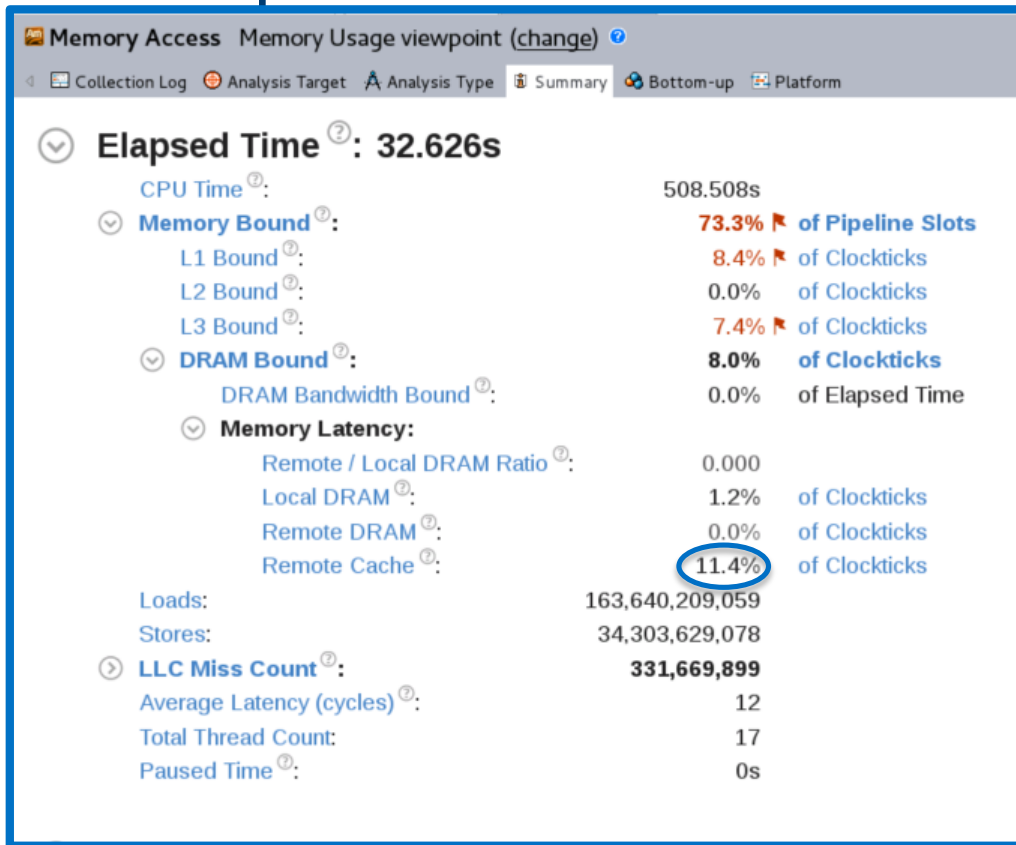 Memory Access Memory Usage viewpoint (change) ?
Collection Log Analysis Target Analysis Type Summary Bottom-up Platform
Elapsed Time ?: 32.626s
CPU Time ?: 508.508s
Memory Bound ?: 73.3% of Pipeline Slots
L1 Bound ?: 8.4% of Clockticks
L2 Bound ?: 0.0% of Clockticks
L3 Bound ?: 7.4% of Clockticks
DRAM Bound ?: 8.0% of Clockticks
DRAM Bandwidth Bound ?: 0.0% of Elapsed Time
Memory Latency:
Remote / Local DRAM Ratio ?: 0.000
Local DRAM ?: 1.2% of Clockticks
Remote DRAM ?: 0.0% of Clockticks
Remote Cache ?: 11.4% of Clockticks
Loads: 163,640,209,059
Stores: 34,303,629,078
LLC Miss Count ?: 331,669,899
Average Latency (cycles) ?: 12
Total Thread Count: 17
Paused Time ?: 0s